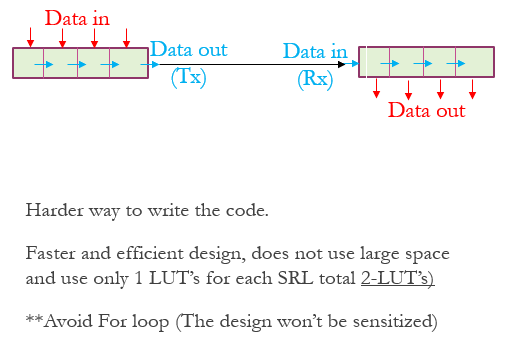 Data in
Data out
(Tx)
Data in
(Rx)
Data out
Harder way to write the code.
Faster and efficient design, does not use large space
and use only 1 LUT’s for each SRL total 2-LUT’s)
**Avoid For loop (The design won’t be sensitized)